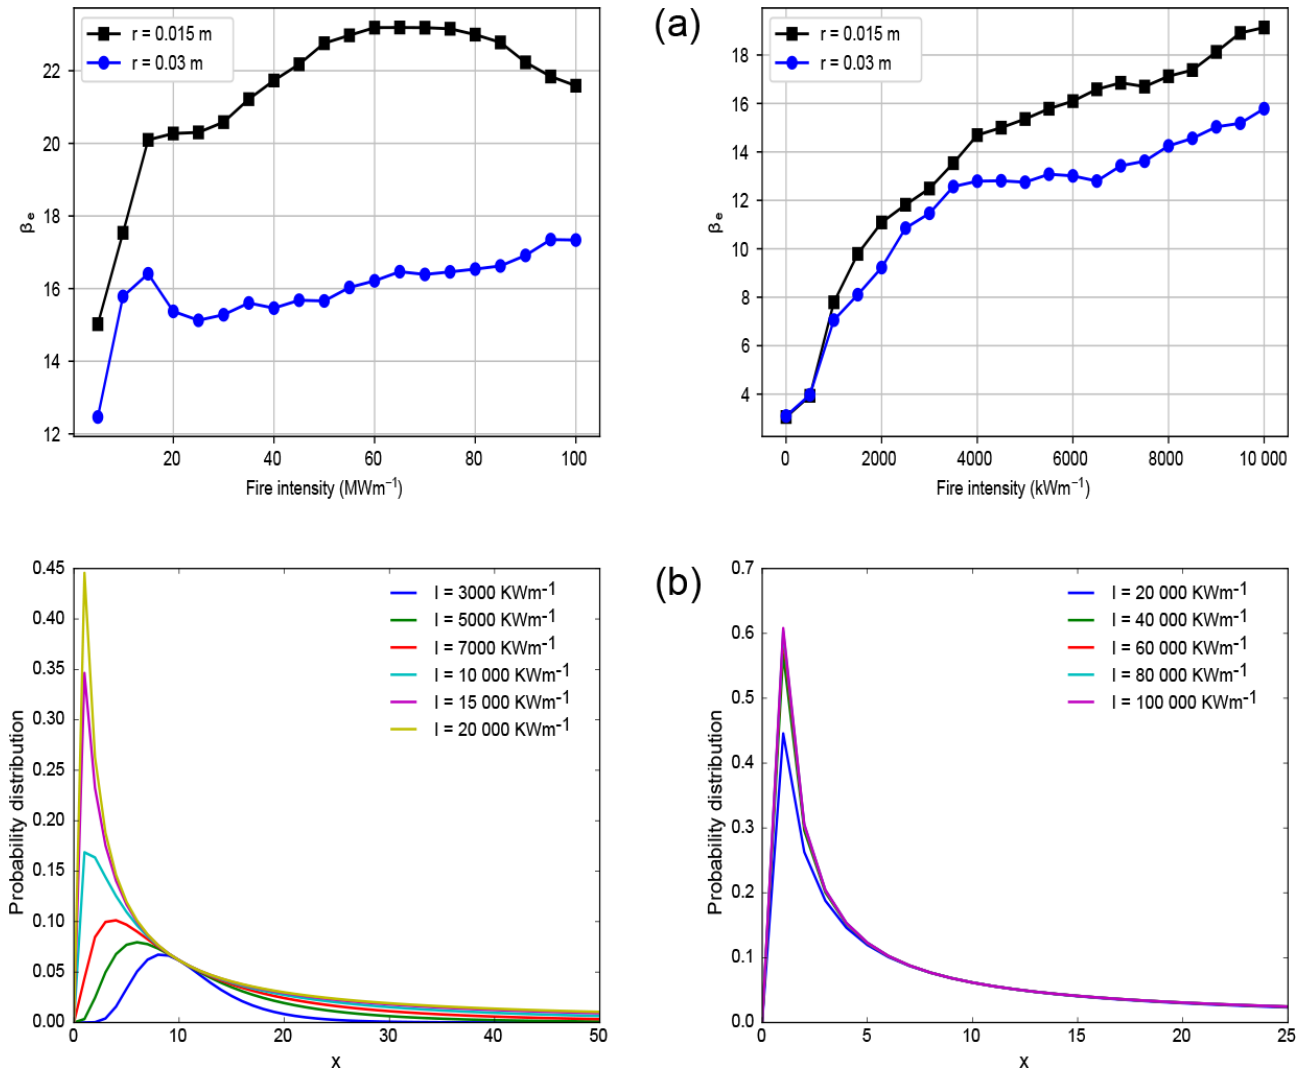 r = 0.015 m
r = 0.03 m
22
20
18
16
14
12
βₑ
20
40
60
80
100
Fire intensity (MWm⁻¹)
(a)
r = 0.015 m
r = 0.03 m
18
16
14
12
10
8
6
4
βₑ
0
2000
4000
6000
8000
10 000
Fire intensity (kWm⁻¹)
0.45
0.40
0.35
0.30
0.25
0.20
0.15
0.10
0.05
0.00
Probability distribution
I = 3000 KWm⁻¹
I = 5000 KWm⁻¹
I = 7000 KWm⁻¹
I = 10 000 KWm⁻¹
I = 15 000 KWm⁻¹
I = 20 000 KWm⁻¹
0
10
20
30
40
50
x
(b)
0.7
0.6
0.5
0.4
0.3
0.2
0.1
0.0
Probability distribution
I = 20 000 KWm⁻¹
I = 40 000 KWm⁻¹
I = 60 000 KWm⁻¹
I = 80 000 KWm⁻¹
I = 100 000 KWm⁻¹
0
5
10
15
20
25
x